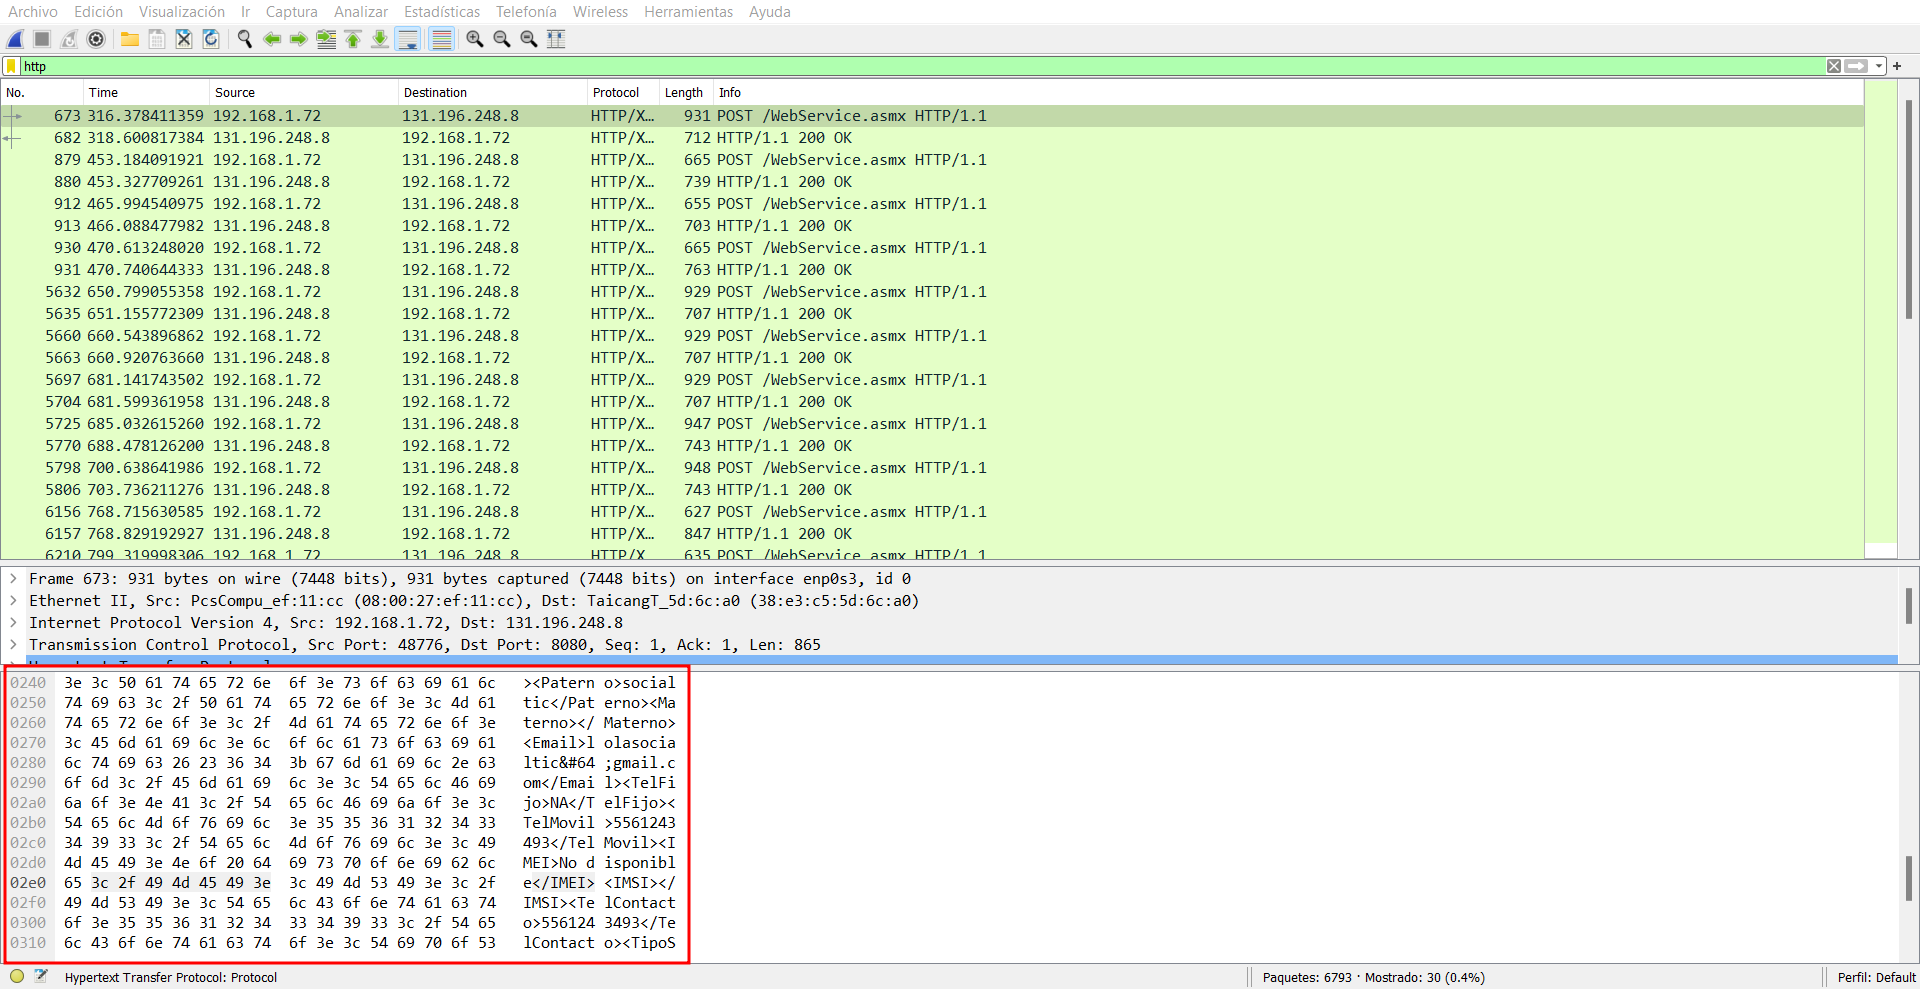 Archivo Edición Visualización Ir Captura Analizar Estadísticas Telefonía Wireless Herramientas Ayuda
http
No. Time Source Destination Protocol Length Info
673 316.378411359 192.168.1.72 131.196.248.8 HTTP/X… 931 POST /WebService.asmx HTTP/1.1
682 318.600817384 131.196.248.8 192.168.1.72 HTTP/X… 712 HTTP/1.1 200 OK
879 453.184091921 192.168.1.72 131.196.248.8 HTTP/X… 665 POST /WebService.asmx HTTP/1.1
880 453.327709261 131.196.248.8 192.168.1.72 HTTP/X… 739 HTTP/1.1 200 OK
912 465.994540975 192.168.1.72 131.196.248.8 HTTP/X… 655 POST /WebService.asmx HTTP/1.1
913 466.088477982 131.196.248.8 192.168.1.72 HTTP/X… 703 HTTP/1.1 200 OK
930 470.613248020 192.168.1.72 131.196.248.8 HTTP/X… 665 POST /WebService.asmx HTTP/1.1
931 470.740644333 131.196.248.8 192.168.1.72 HTTP/X… 763 HTTP/1.1 200 OK
5632 650.799055358 192.168.1.72 131.196.248.8 HTTP/X… 929 POST /WebService.asmx HTTP/1.1
5635 651.155772309 131.196.248.8 192.168.1.72 HTTP/X… 707 HTTP/1.1 200 OK
5660 660.543896862 192.168.1.72 131.196.248.8 HTTP/X… 929 POST /WebService.asmx HTTP/1.1
5663 660.920763660 131.196.248.8 192.168.1.72 HTTP/X… 707 HTTP/1.1 200 OK
5697 681.141743502 192.168.1.72 131.196.248.8 HTTP/X… 929 POST /WebService.asmx HTTP/1.1
5704 681.599361958 131.196.248.8 192.168.1.72 HTTP/X… 707 HTTP/1.1 200 OK
5725 685.032615260 192.168.1.72 131.196.248.8 HTTP/X… 947 POST /WebService.asmx HTTP/1.1
5770 688.478126200 131.196.248.8 192.168.1.72 HTTP/X… 743 HTTP/1.1 200 OK
5798 700.638641986 192.168.1.72 131.196.248.8 HTTP/X… 948 POST /WebService.asmx HTTP/1.1
5806 703.736211276 131.196.248.8 192.168.1.72 HTTP/X… 743 HTTP/1.1 200 OK
6156 768.715630585 192.168.1.72 131.196.248.8 HTTP/X… 627 POST /WebService.asmx HTTP/1.1
6157 768.829192927 131.196.248.8 192.168.1.72 HTTP/X… 847 HTTP/1.1 200 OK
6210 799.319998306 192.168.1.72 131.196.248.8 HTTP/X 635 POST /WebService.asmx HTTP/1.1
Frame 673: 931 bytes on wire (7448 bits), 931 bytes captured (7448 bits) on interface enp0s3, id 0
Ethernet II, Src: PcsCompu_ef:11:cc (08:00:27:ef:11:cc), Dst: TaicangT_5d:6c:a0 (38:e3:c5:5d:6c:a0)
Internet Protocol Version 4, Src: 192.168.1.72, Dst: 131.196.248.8
Transmission Control Protocol, Src Port: 48776, Dst Port: 8080, Seq: 1, Ack: 1, Len: 865
0240 3e 3c 50 61 74 65 72 6e 6f 3e 73 6f 63 69 61 6c ><Patern o>social
0250 74 69 63 3c 2f 50 61 74 65 72 6e 6f 3e 3c 4d 61 tic</Pat erno><Ma
0260 74 65 72 6e 6f 3e 3c 2f 4d 61 74 65 72 6e 6f 3e terno></ Materno>
0270 3c 45 6d 61 69 6c 3e 6c 6f 6c 61 73 6f 63 69 61 <Email>l olasocia
0280 6c 74 69 63 26 23 36 34 3b 67 6d 61 69 6c 2e 63 ltic&#64 ;gmail.c
0290 6f 6d 3c 2f 45 6d 61 69 6c 3e 3c 54 65 6c 46 69 om</Emai l><TelFi
02a0 6a 6f 3e 4e 41 3c 2f 54 65 6c 46 69 6a 6f 3e 3c jo>NA</T elFijo><
02b0 54 65 6c 4d 6f 76 69 6c 3e 35 35 36 31 32 34 33 TelMovil >5561243
02c0 34 39 33 3c 2f 54 65 6c 4d 6f 76 69 6c 3e 3c 49 493</Tel Movil><I
02d0 4d 45 49 3e 4e 6f 20 64 69 73 70 6f 6e 69 62 6c MEI>No d isponibl
02e0 65 3c 2f 49 4d 45 49 3e 3c 49 4d 53 49 3e 3c 2f e</IMEI> <IMSI></
02f0 49 4d 53 49 3e 3c 54 65 6c 43 6f 6e 74 61 63 74 IMSI><Te lContact
0300 6f 3e 35 35 36 31 32 34 33 34 39 33 3c 2f 54 65 o>556124 3493</Te
0310 6c 43 6f 6e 74 61 63 74 6f 3e 3c 54 69 70 6f 53 lContact o><TipoS
Hypertext Transfer Protocol: Protocol Paquetes: 6793 · Mostrado: 30 (0.4%) Perfil: Default